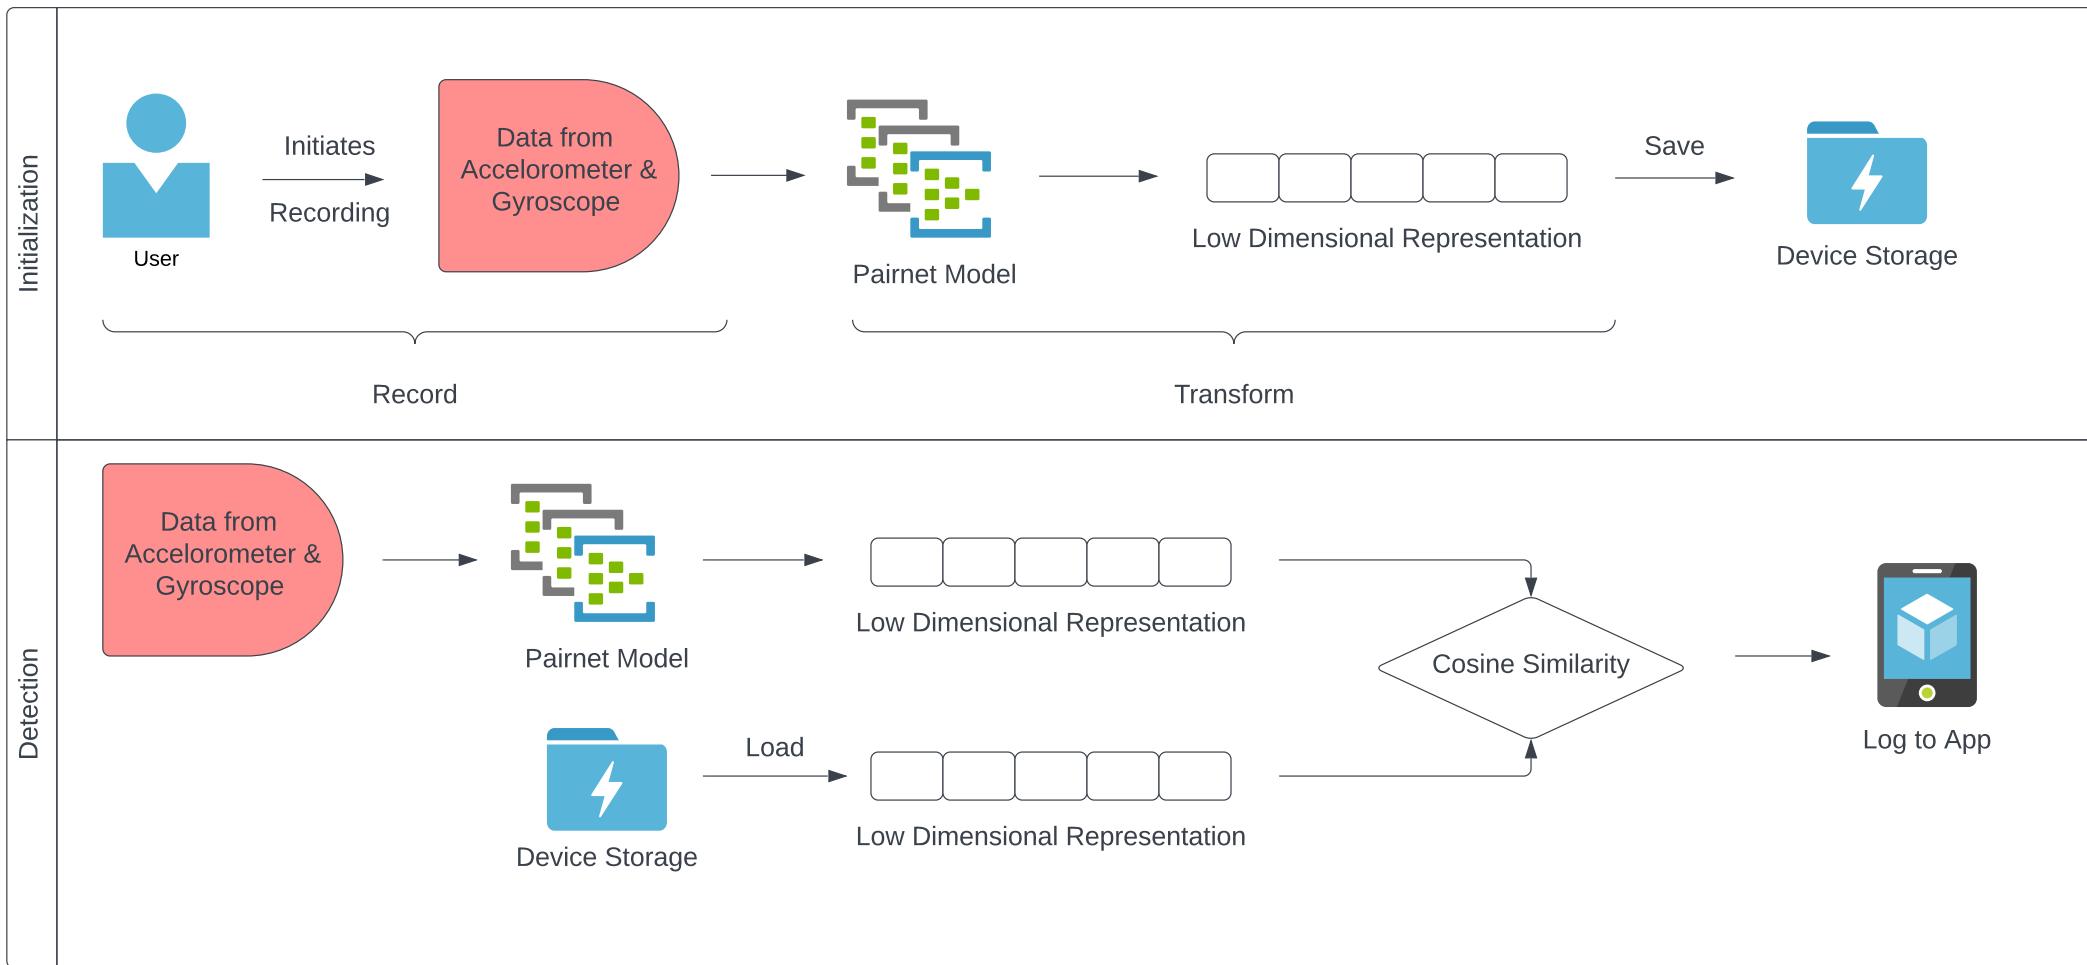 Initialization
Initiates
Recording
User
Data from
Accelorometer &
Gyroscope
Pairnet Model
Low Dimensional Representation
Save
Device Storage
Record
Transform
Detection
Data from
Accelorometer &
Gyroscope
Pairnet Model
Low Dimensional Representation
Device Storage
Load
Low Dimensional Representation
Cosine Similarity
Log to App